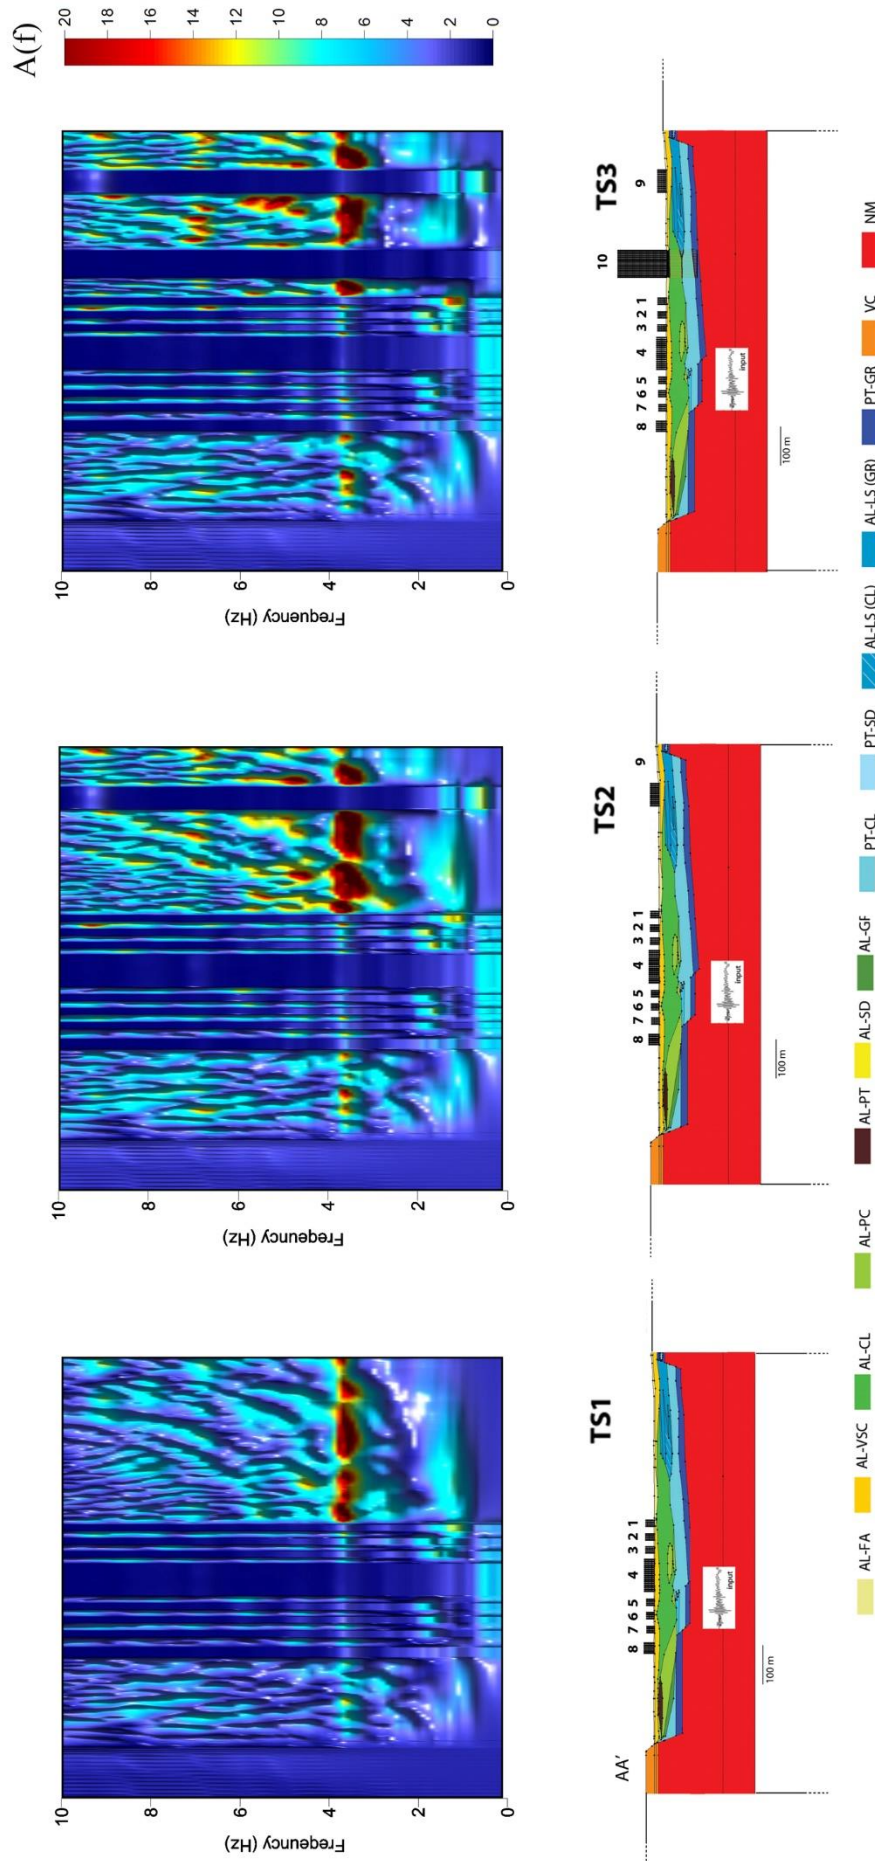 A(f)
20
18
16
14
12
10
8
6
4
2
0
10
8
6
4
2
0
Freqeuncy (Hz)
10
8
6
4
2
0
Freqeuncy (Hz)
10
8
6
4
2
0
Frequency (Hz)
AA'
TS1
8 7 6 5 4 3 2 1
input
100 m
TS2
8 7 6 5 4 3 2 1 9
input
100 m
TS3
8 7 6 5 4 3 2 1 10 9
input
100 m
AL-FA AL-VSC AL-CL AL-PC AL-PT AL-SD AL-GF PT-CL PT-SD AL-LS (CL) AL-LS (GR) PT-GR VC NM